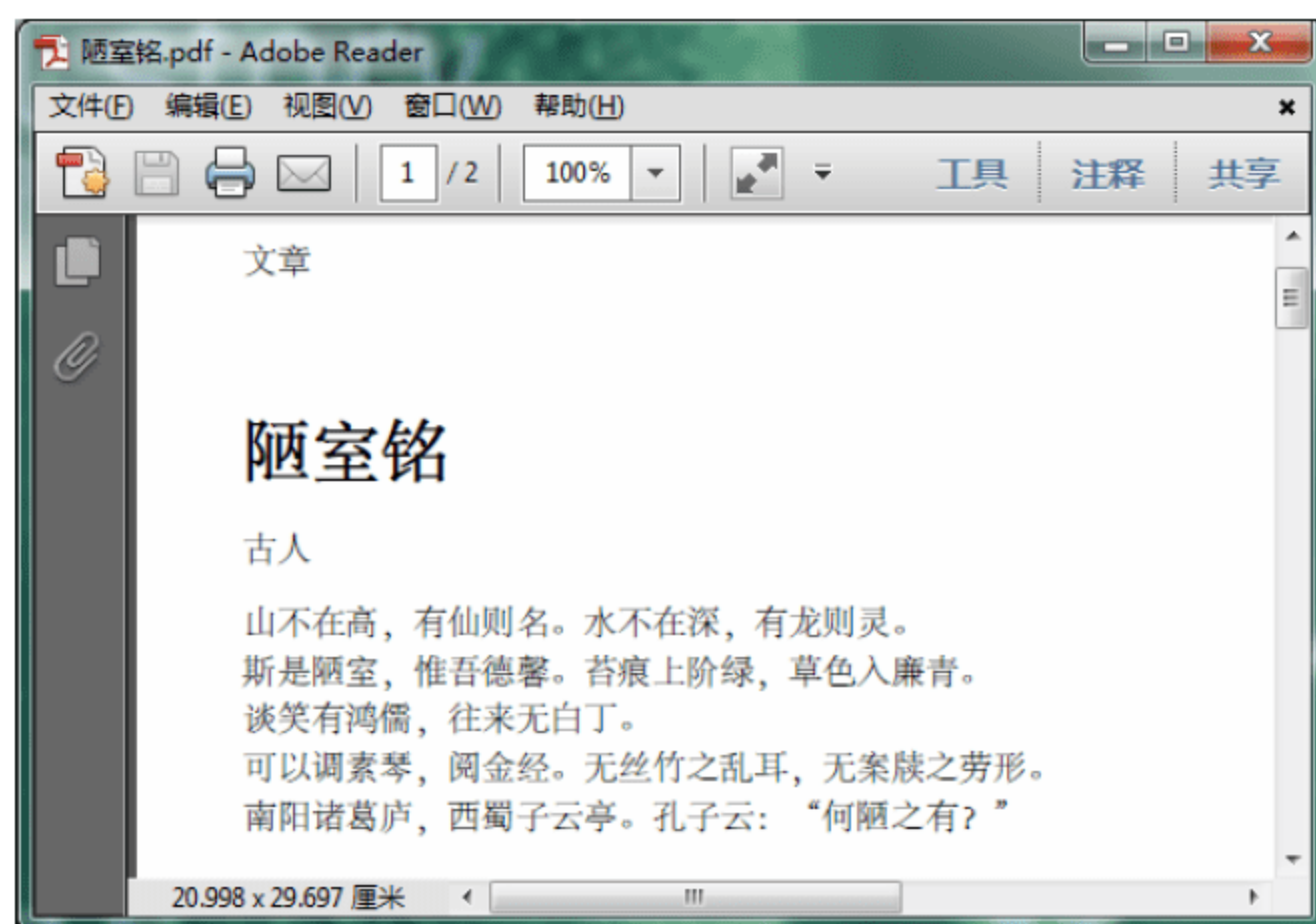 陋室铭.pdf - Adobe Reader
文件(F) 编辑(E) 视图(V) 窗口(W) 帮助(H)
1 / 2 100% 工具 注释 共享
文章
陋室铭
古人
山不在高，有仙则名。水不在深，有龙则灵。
斯是陋室，惟吾德馨。苔痕上阶绿，草色入廉青。
谈笑有鸿儒，往来无白丁。
可以调素琴，阅金经。无丝竹之乱耳，无案牍之劳形。
南阳诸葛庐，西蜀子云亭。孔子云：“何陋之有？”
20.998 x 29.697 厘米